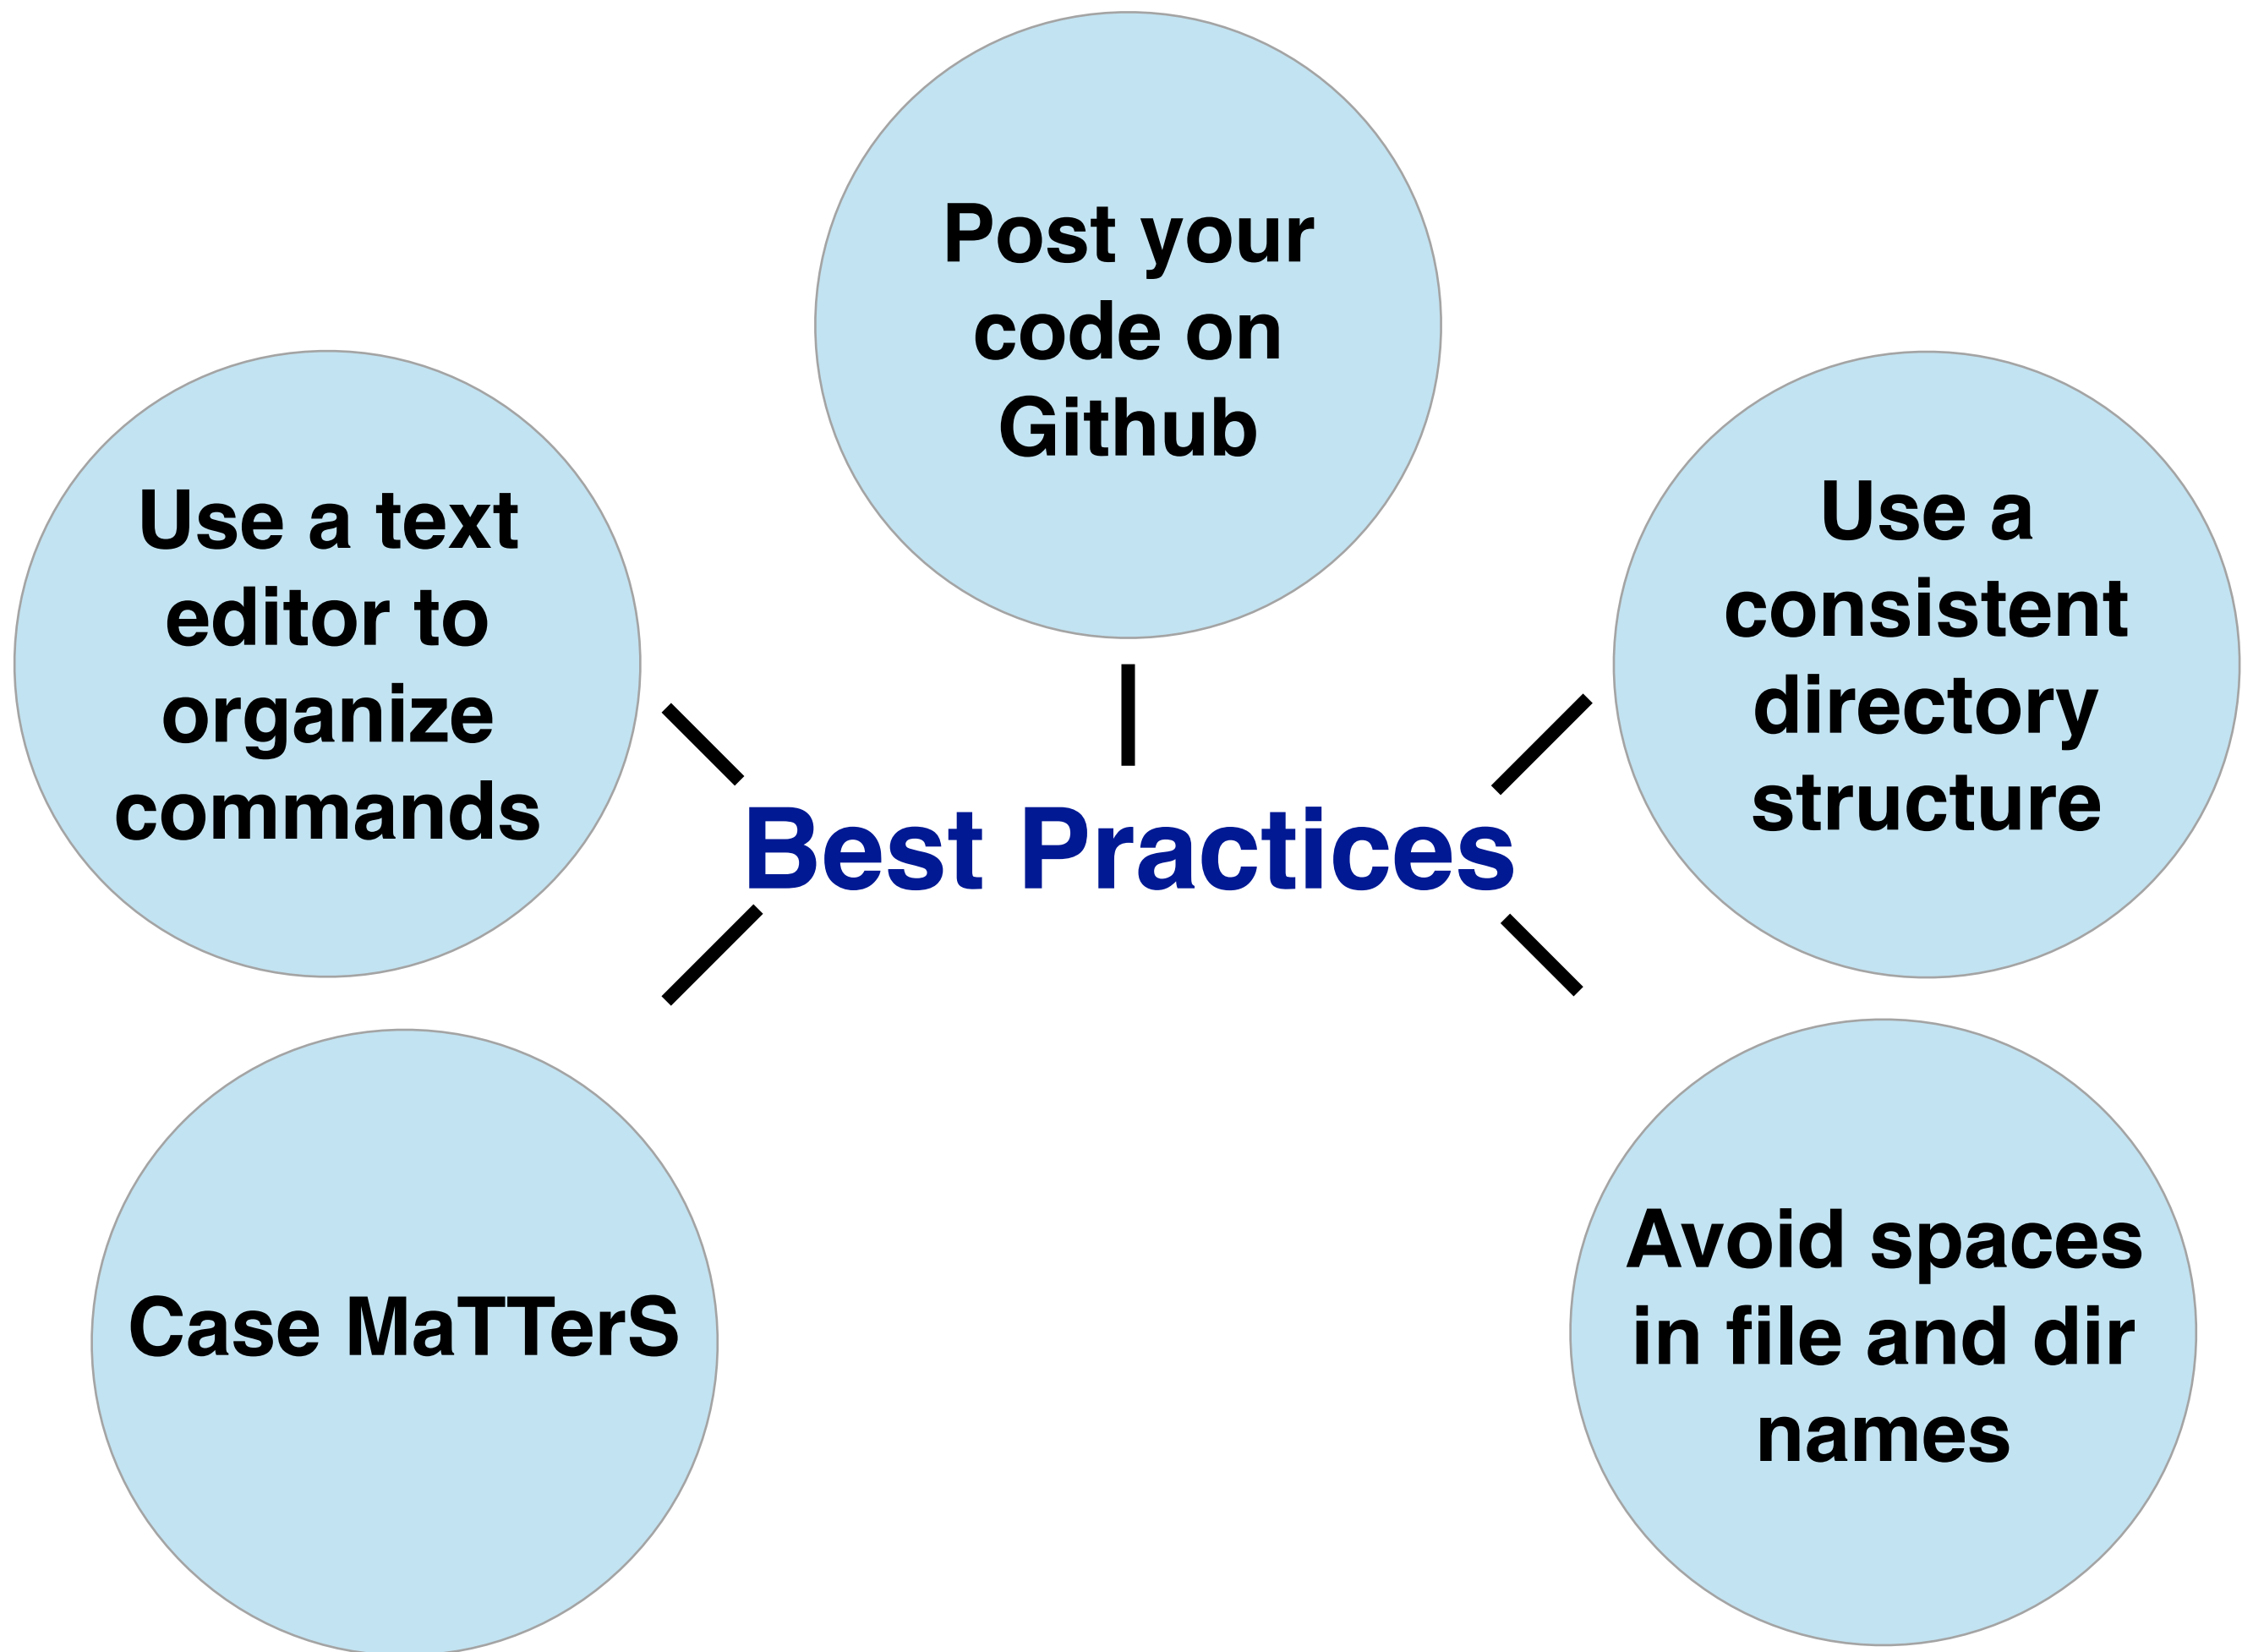 Post your
code on
Github
Use a text
editor to
organize
commands
Use a
consistent
directory
structure
Best Practices
Case MaTTerS
Avoid spaces
in file and dir
names